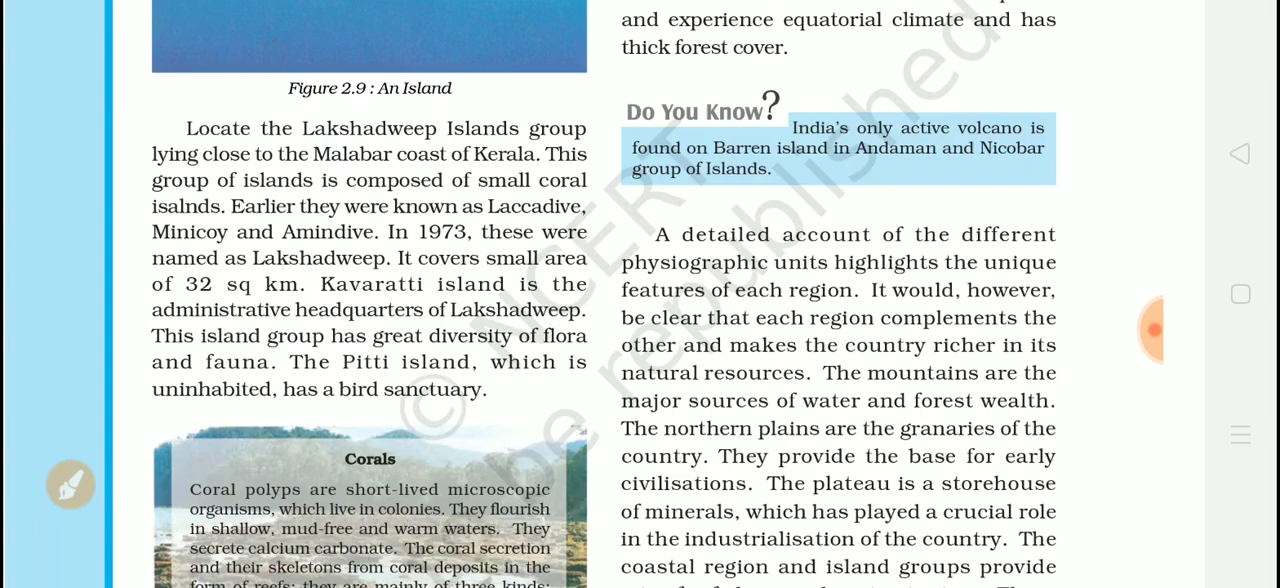 Figure 2.9 : An Island
Locate the Lakshadweep Islands group
lying close to the Malabar coast of Kerala. This
group of islands is composed of small coral
isalnds. Earlier they were known as Laccadive,
Minicoy and Amindive. In 1973, these were
named as Lakshadweep. It covers small area
of 32 sq km. Kavaratti island is the
administrative headquarters of Lakshadweep.
This island group has great diversity of flora
and fauna. The Pitti island, which is
uninhabited, has a bird sanctuary.
Corals
Coral polyps are short-lived microscopic
organisms, which live in colonies. They flourish
in shallow, mud-free and warm waters. They
secrete calcium carbonate. The coral secretion
and their skeletons from coral deposits in the
form of reefs; they are mainly of three kinds:
and experience equatorial climate and has
thick forest cover.
Do You Know?
India's only active volcano is
found on Barren island in Andaman and Nicobar
group of Islands.
A detailed account of the different
physiographic units highlights the unique
features of each region. It would, however,
be clear that each region complements the
other and makes the country richer in its
natural resources. The mountains are the
major sources of water and forest wealth.
The northern plains are the granaries of the
country. They provide the base for early
civilisations. The plateau is a storehouse
of minerals, which has played a crucial role
in the industrialisation of the country. The
coastal region and island groups provide
© NCERT
be republished